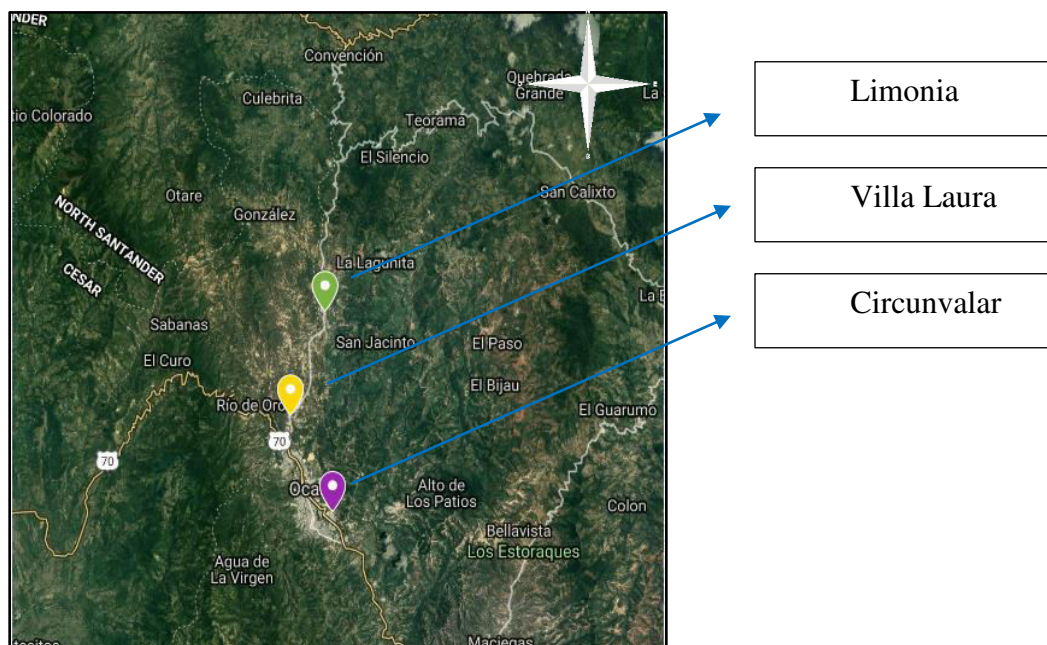 NDER
Convención
Quebrada
Grande
La
Culebrita
tio Colorado
Teorama
El Silencio
San Calixto
Otare
González
NORTH SANTANDER
CESAR
La Lagunita
La E
Sabanas
San Jacinto
El Paso
El Curo
El Bijau
Río de Oro
El Guarumo
70
70
Oca
Alto de
Los Patios
Colon
Bellavista
Los Estoraques
Agua de
La Virgen
Maciegas
Limonia
Villa Laura
Circunvalar